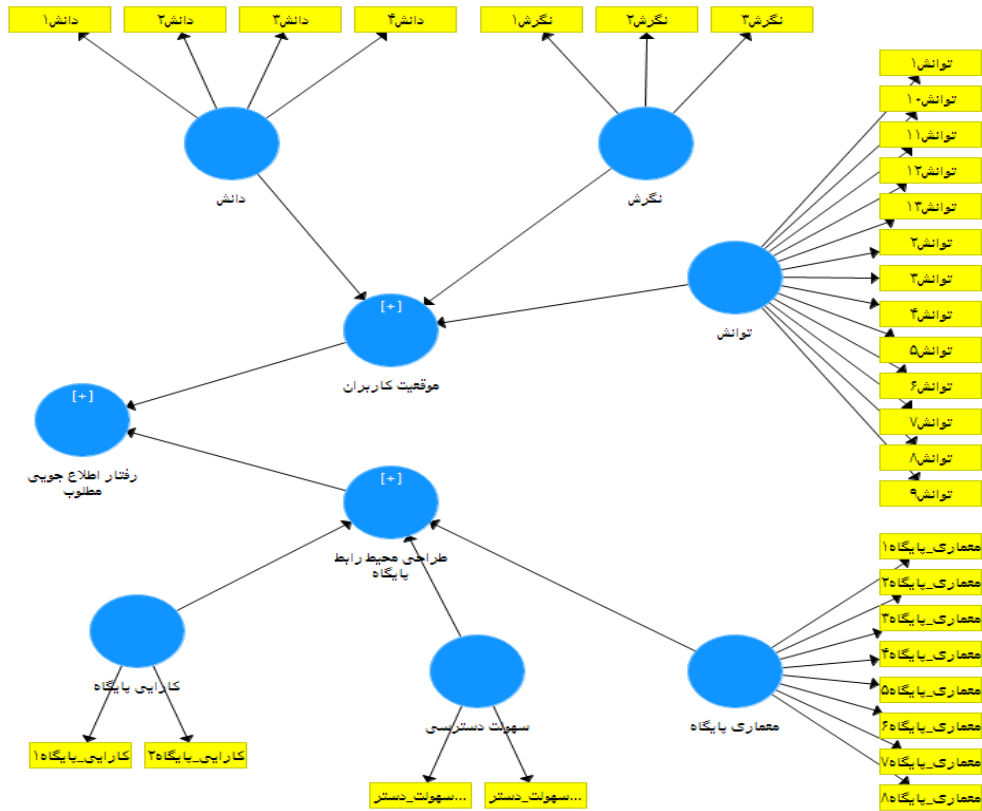 دانش۱
دانش۲
دانش۳
دانش۴
نگرش۱
نگرش۲
نگرش۳
دانش
نگرش
توانش۱
توانش۱۰
توانش۱۱
توانش۱۲
توانش۱۳
توانش۲
توانش۳
توانش۴
توانش۵
توانش۶
توانش۷
توانش۸
توانش۹
توانش
[+]
موقعیت کاربران
[+]
رفتار اطلاع جویی
مطلوب
[+]
طراحی محیط رابط
پایگاه
کارایی پایگاه
سهولت دسترسی
معماری پایگاه
معماری_پایگاه۱
معماری_پایگاه۲
معماری_پایگاه۳
معماری_پایگاه۴
معماری_پایگاه۵
معماری_پایگاه۶
معماری_پایگاه۷
معماری_پایگاه۸
کارایی_پایگاه۱
کارایی_پایگاه۲
سهولت_دستر...
سهولت_دستر...